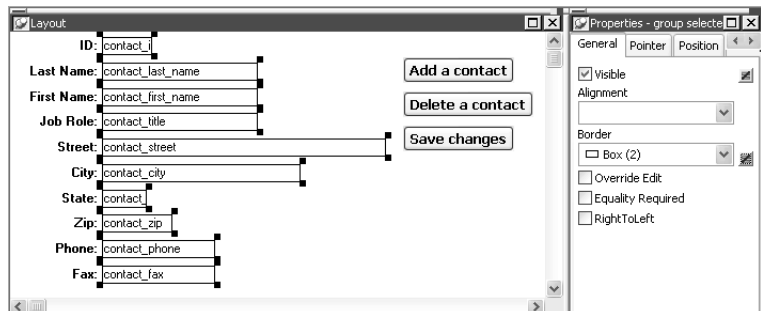 Layout
ID: contact_i
Last Name: contact_last_name
First Name: contact_first_name
Job Role: contact_title
Street: contact_street
City: contact_city
State: contact_
Zip: contact_zip
Phone: contact_phone
Fax: contact_fax
Add a contact
Delete a contact
Save changes
Properties - group selecte
General Pointer Position
Visible
Alignment
Border
Box (2)
Override Edit
Equality Required
RightToLeft